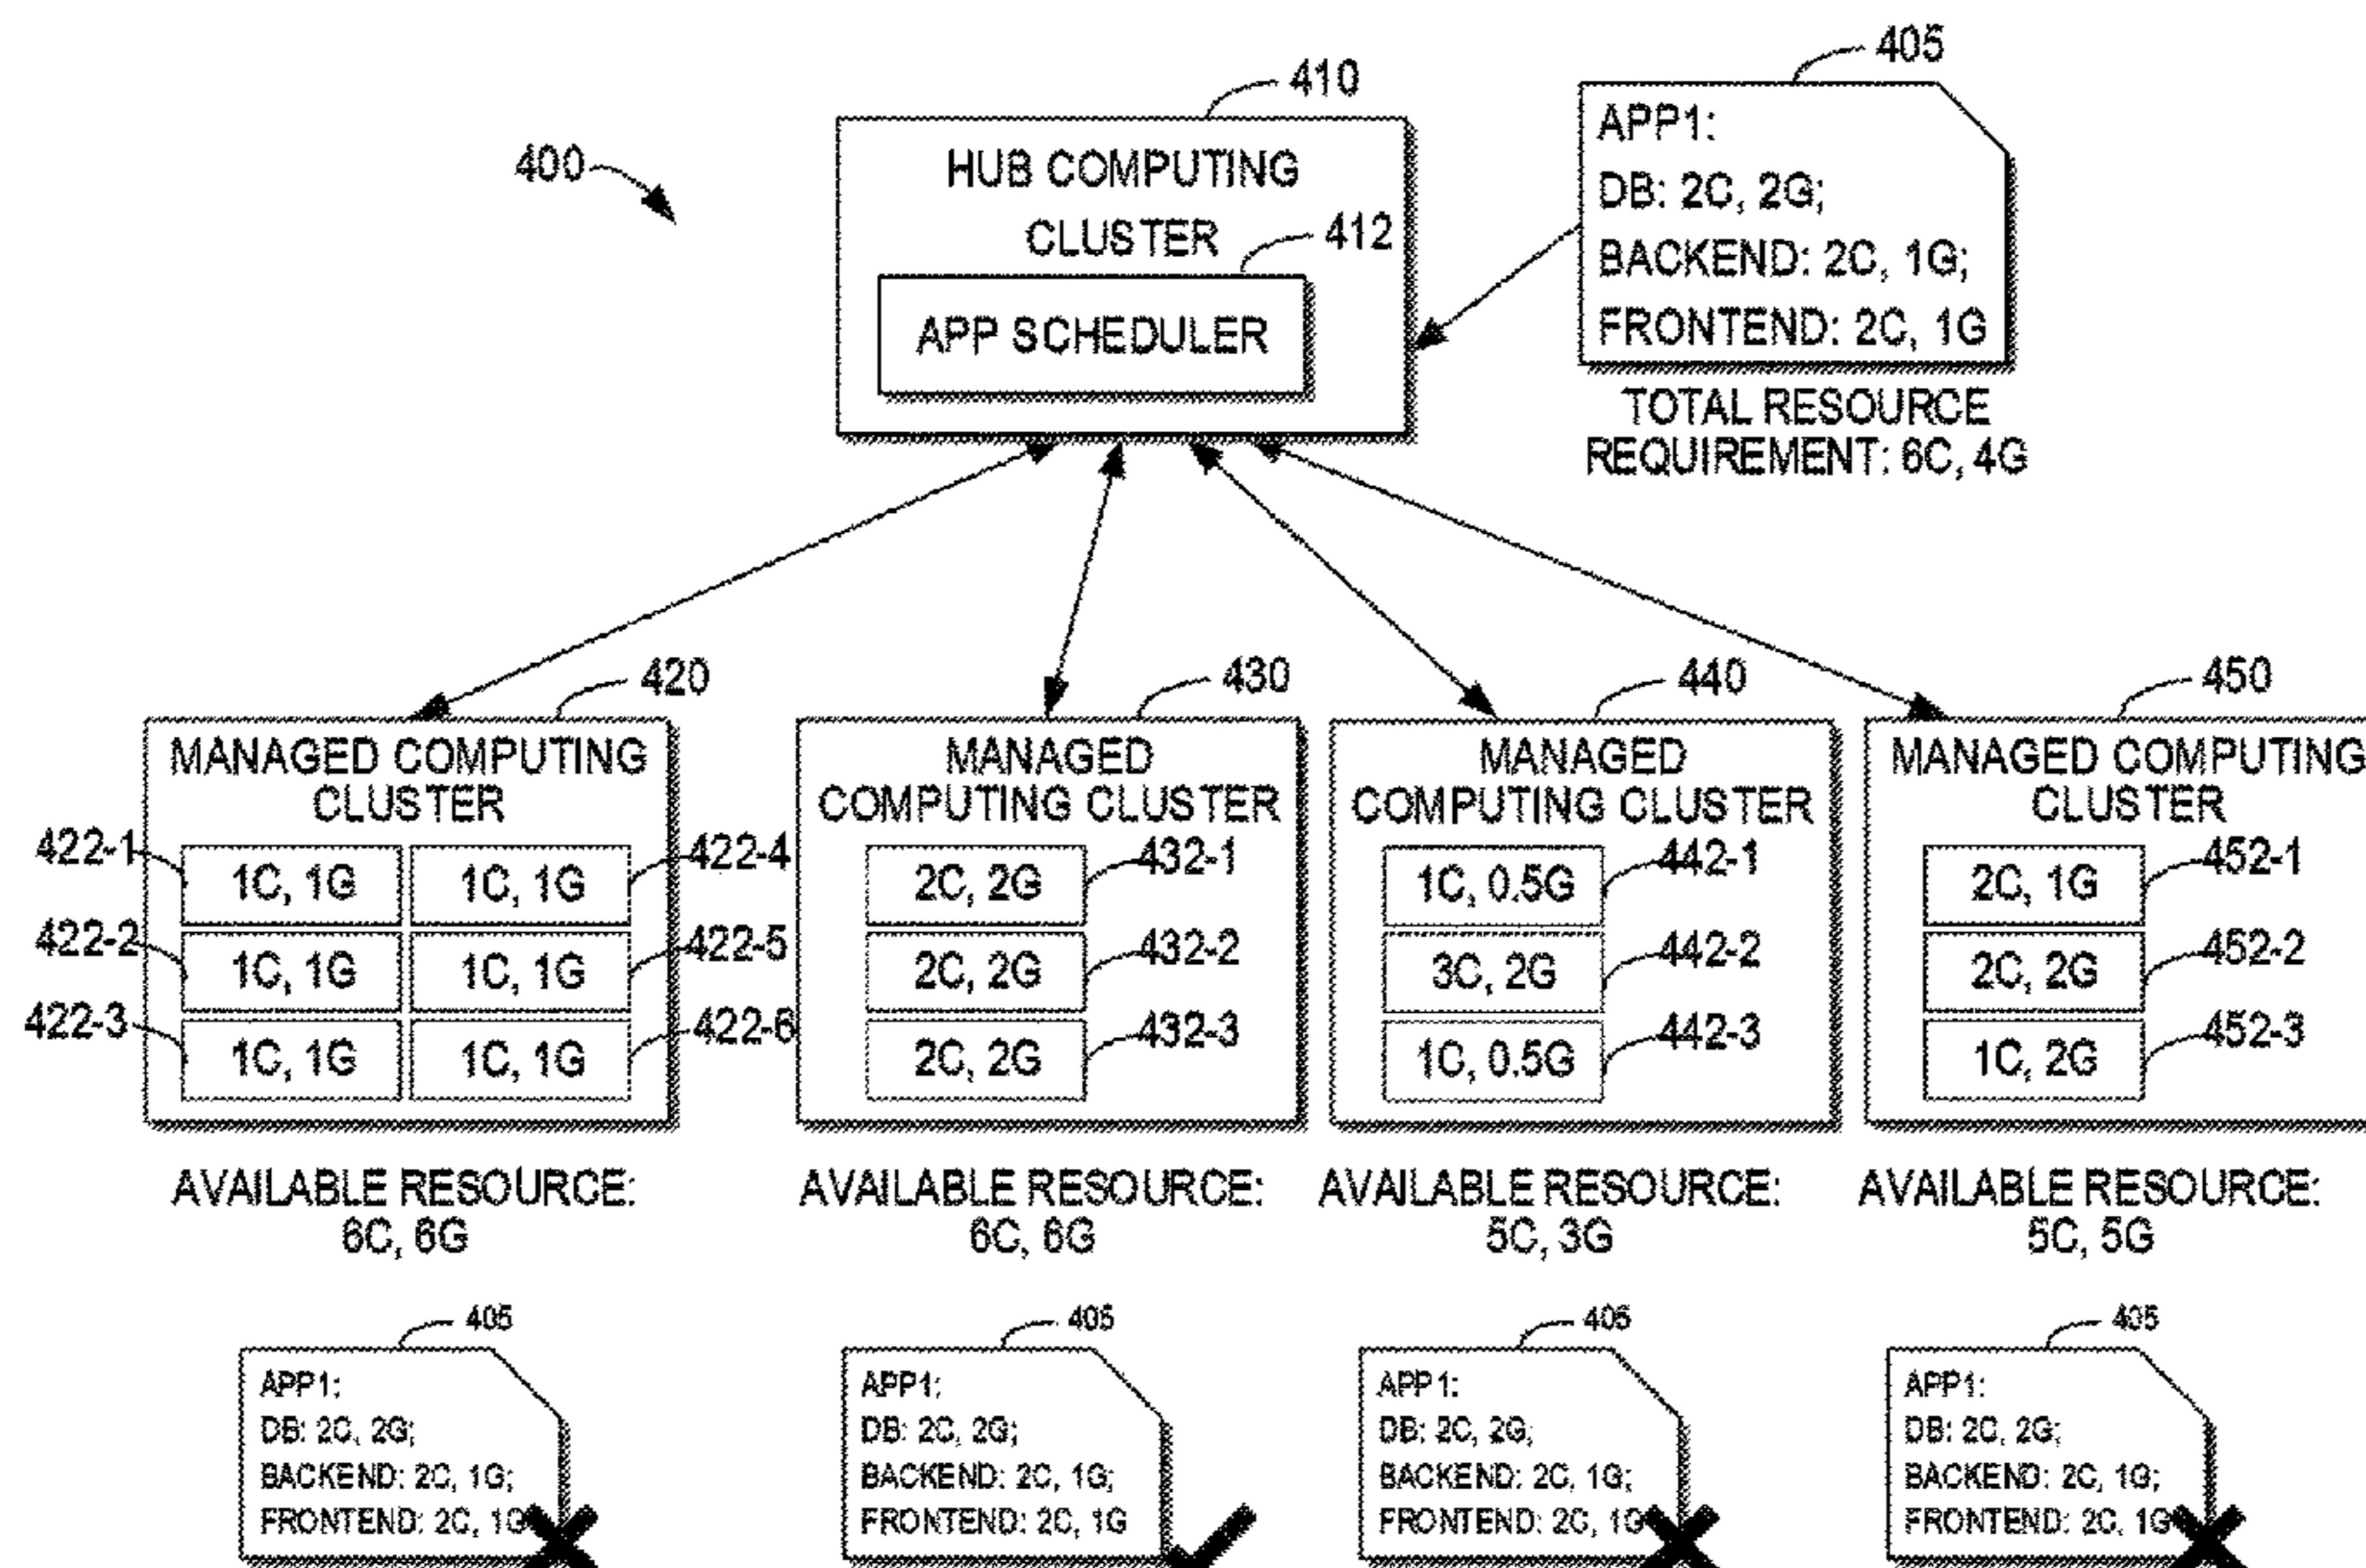 405
410
APP1:
400
HUB COMPUTING
DB: 2C, 2G;
CLUSTER
412
BACKEND: 2C, 1G;
APP SCHEDULER
FRONTEND: 2C, 1G
TOTAL RESOURCE
REQUIREMENT: 6C, 4G
420
430
440
450
MANAGED COMPUTING
CLUSTER
422-1
1C, 1G
1C, 1G
422-4
422-2
1C, 1G
1C, 1G
422-5
422-3
1C, 1G
1C, 1G
422-6
MANAGED
COMPUTING CLUSTER
2C, 2G
432-1
2C, 2G
432-2
2C, 2G
432-3
MANAGED
COMPUTING CLUSTER
1C, 0.5G
442-1
3C, 2G
442-2
1C, 0.5G
442-3
MANAGED COMPUTING
CLUSTER
2C, 1G
452-1
2C, 2G
452-2
1C, 2G
452-3
AVAILABLE RESOURCE:
6C, 6G
AVAILABLE RESOURCE:
6C, 6G
AVAILABLE RESOURCE:
5C, 3G
AVAILABLE RESOURCE:
5C, 5G
405
APP1:
DB: 2C, 2G;
BACKEND: 2C, 1G;
FRONTEND: 2C, 1G
405
APP1:
DB: 2C, 2G;
BACKEND: 2C, 1G;
FRONTEND: 2C, 1G
405
APP1:
DB: 2C, 2G;
BACKEND: 2C, 1G;
FRONTEND: 2C, 1G
405
APP1:
DB: 2C, 2G;
BACKEND: 2C, 1G;
FRONTEND: 2C, 1G